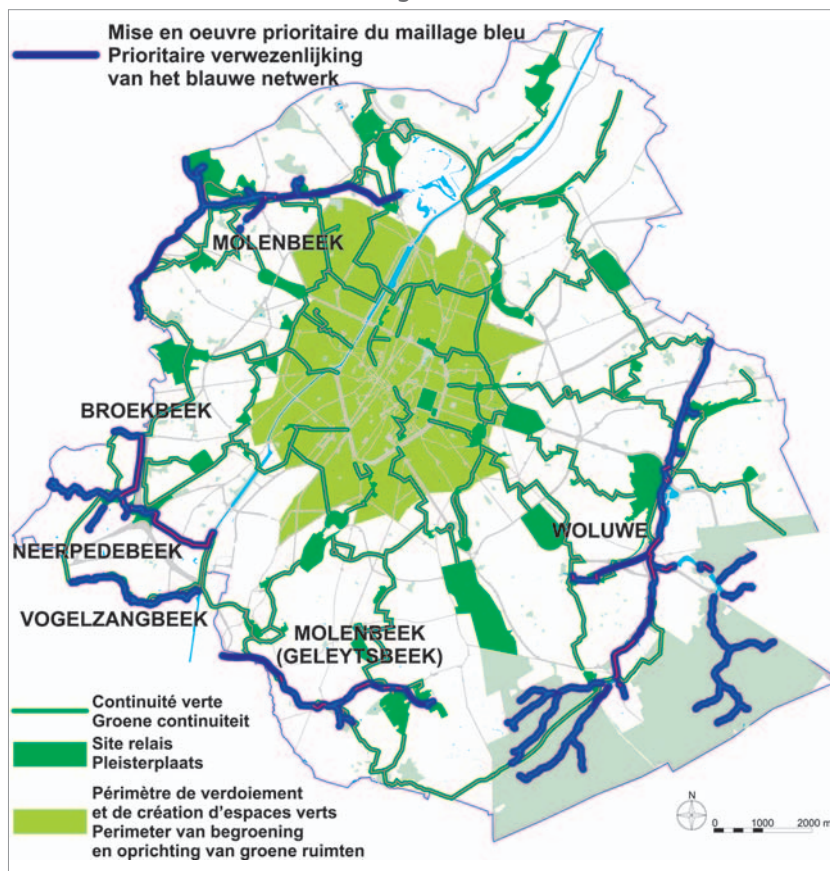 Mise en oeuvre prioritaire du maillage bleu
Prioritaire verwezenlijking
van het blauwe netwerk
MOLENBEEK
BROEKBEEK
WOLUWE
NEERPEDEBEEK
VOGELZANGBEEK
MOLENBEEK
(GELEYTSBEEK)
Continuité verte
Groene continuiteit
Site relais
Pleisterplaats
Périmètre de verdoiement
et de création d'espaces verts
Perimeter van begroening
en oprichting van groene ruimten
N
0 1000 2000 m